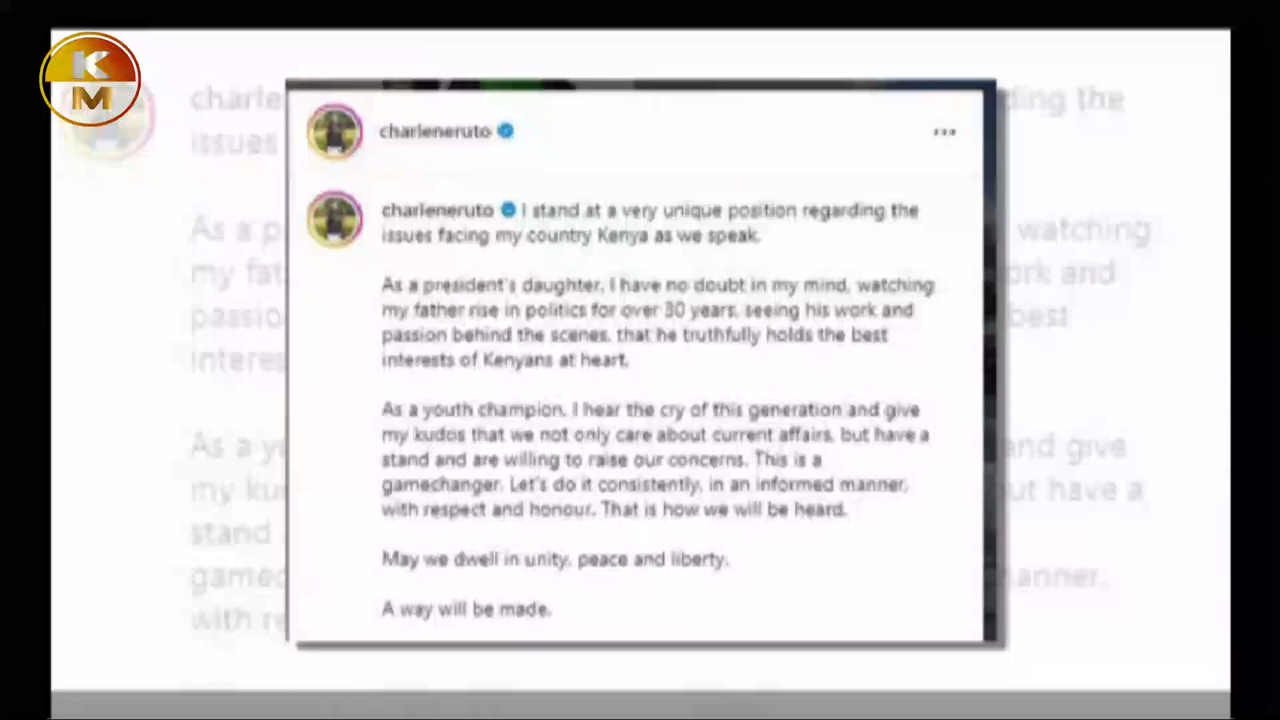 K
M
charleneruto
charleneruto I stand at a very unique position regarding the
issues facing my country Kenya as we speak.
As a president's daughter, I have no doubt in my mind, watching
my father rise in politics for over 30 years, seeing his work and
passion behind the scenes, that he truthfully holds the best
interests of Kenyans at heart.
As a youth champion, I hear the cry of this generation and give
my kudos that we not only care about current affairs, but have a
stand and are willing to raise our concerns. This is a
gamechanger. Let's do it consistently, in an informed manner,
with respect and honour. That is how we will be heard.
May we dwell in unity, peace and liberty.
A way will be made.